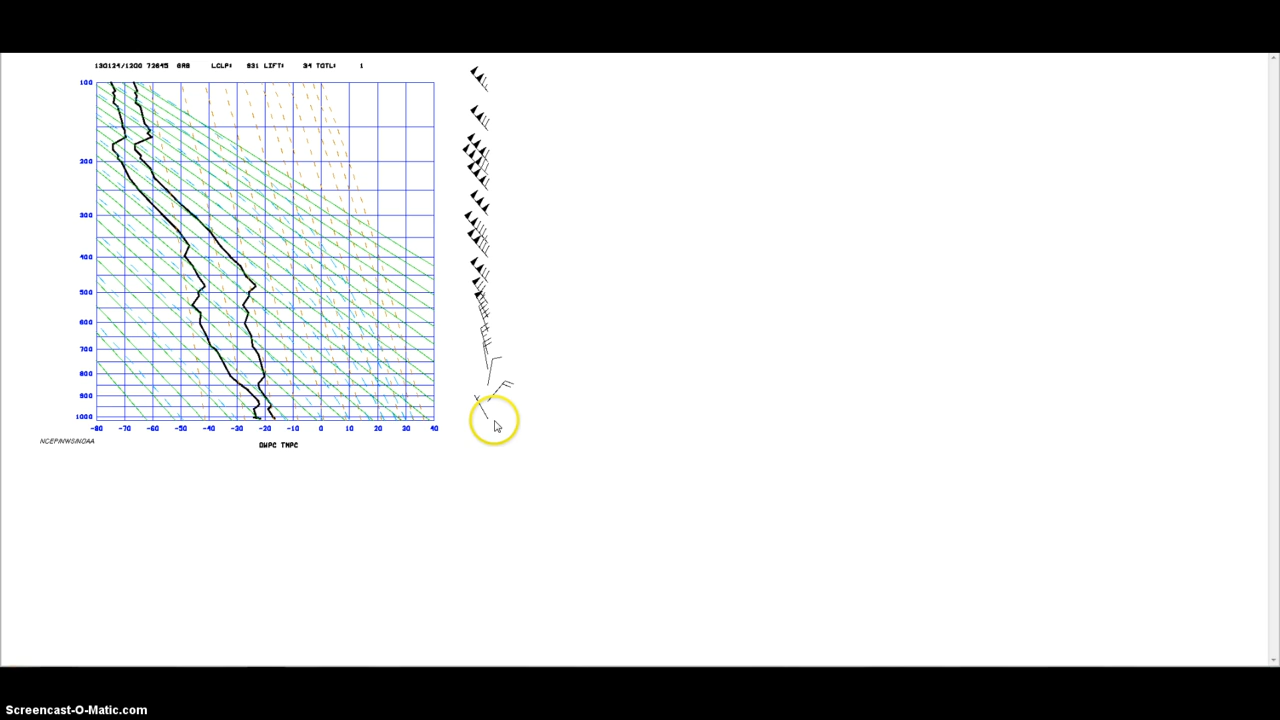 130124/1200 72645 GRB LCLP: 831 LIFT: 34 TOTL: 1
100
200
300
400
500
600
700
800
900
1000
-80 -70 -60 -50 -40 -30 -20 -10 0 10 20 30 40
NCEP/NWS/NOAA
DWPC TMPC
Screencast-O-Matic.com